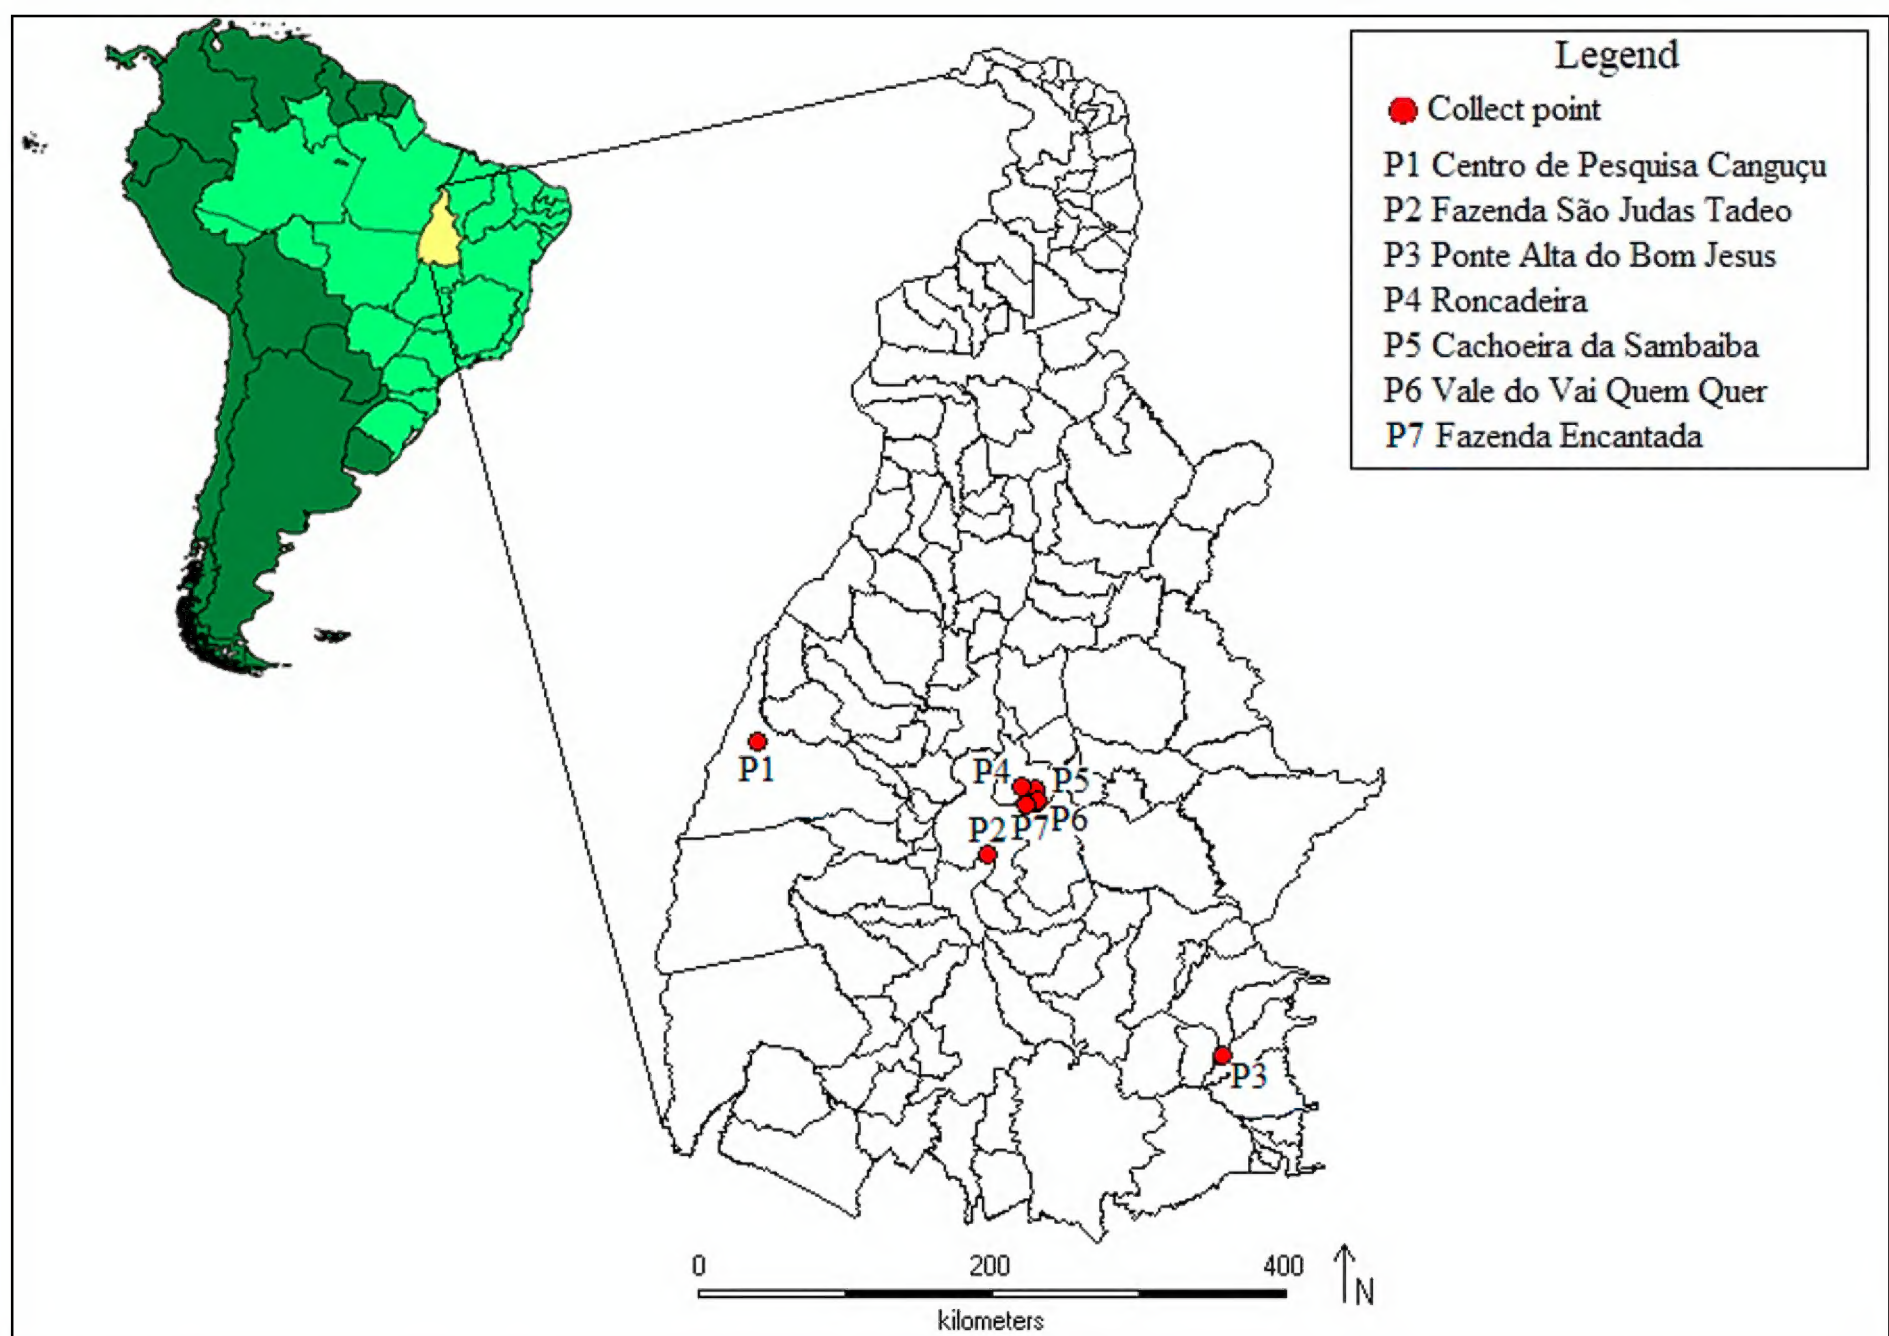 Legend
Collect point
P1 Centro de Pesquisa Canguçu
P2 Fazenda São Judas Tadeo
P3 Ponte Alta do Bom Jesus
P4 Roncadeira
P5 Cachoeira da Sambaiba
P6 Vale do Vai Quem Quer
P7 Fazenda Encantada
P1
P4
P5
P2
P7
P6
P3
0 200 400
kilometers
N